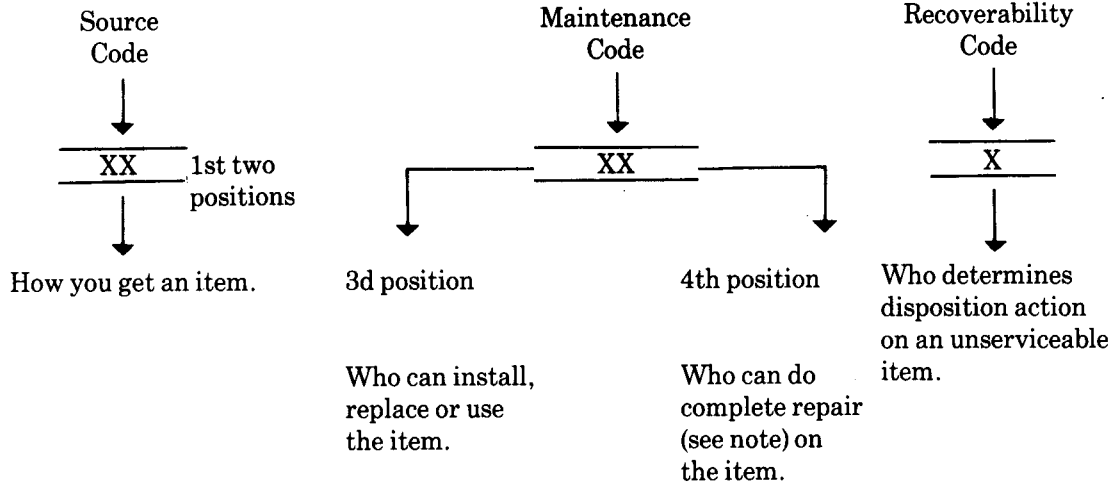 Source
Code
XX
1st two
positions
How you get an item.
Maintenance
Code
XX
3d position
Who can install,
replace or use
the item.
4th position
Who can do
complete repair
(see note) on
the item.
Recoverability
Code
X
Who determines
disposition action
on an unserviceable
item.